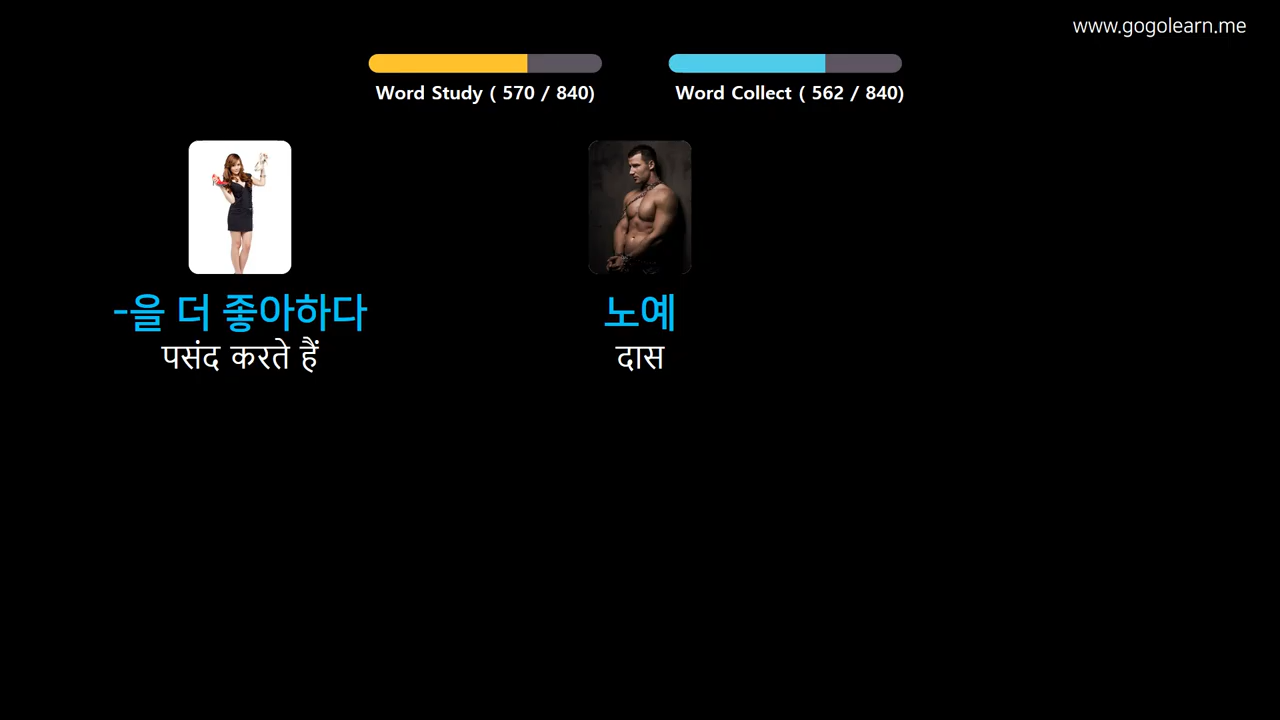 www.gogolearn.me
Word Study ( 570 / 840)
Word Collect ( 562 / 840)
-을 더 좋아하다
पसंद करते हैं
노예
दास